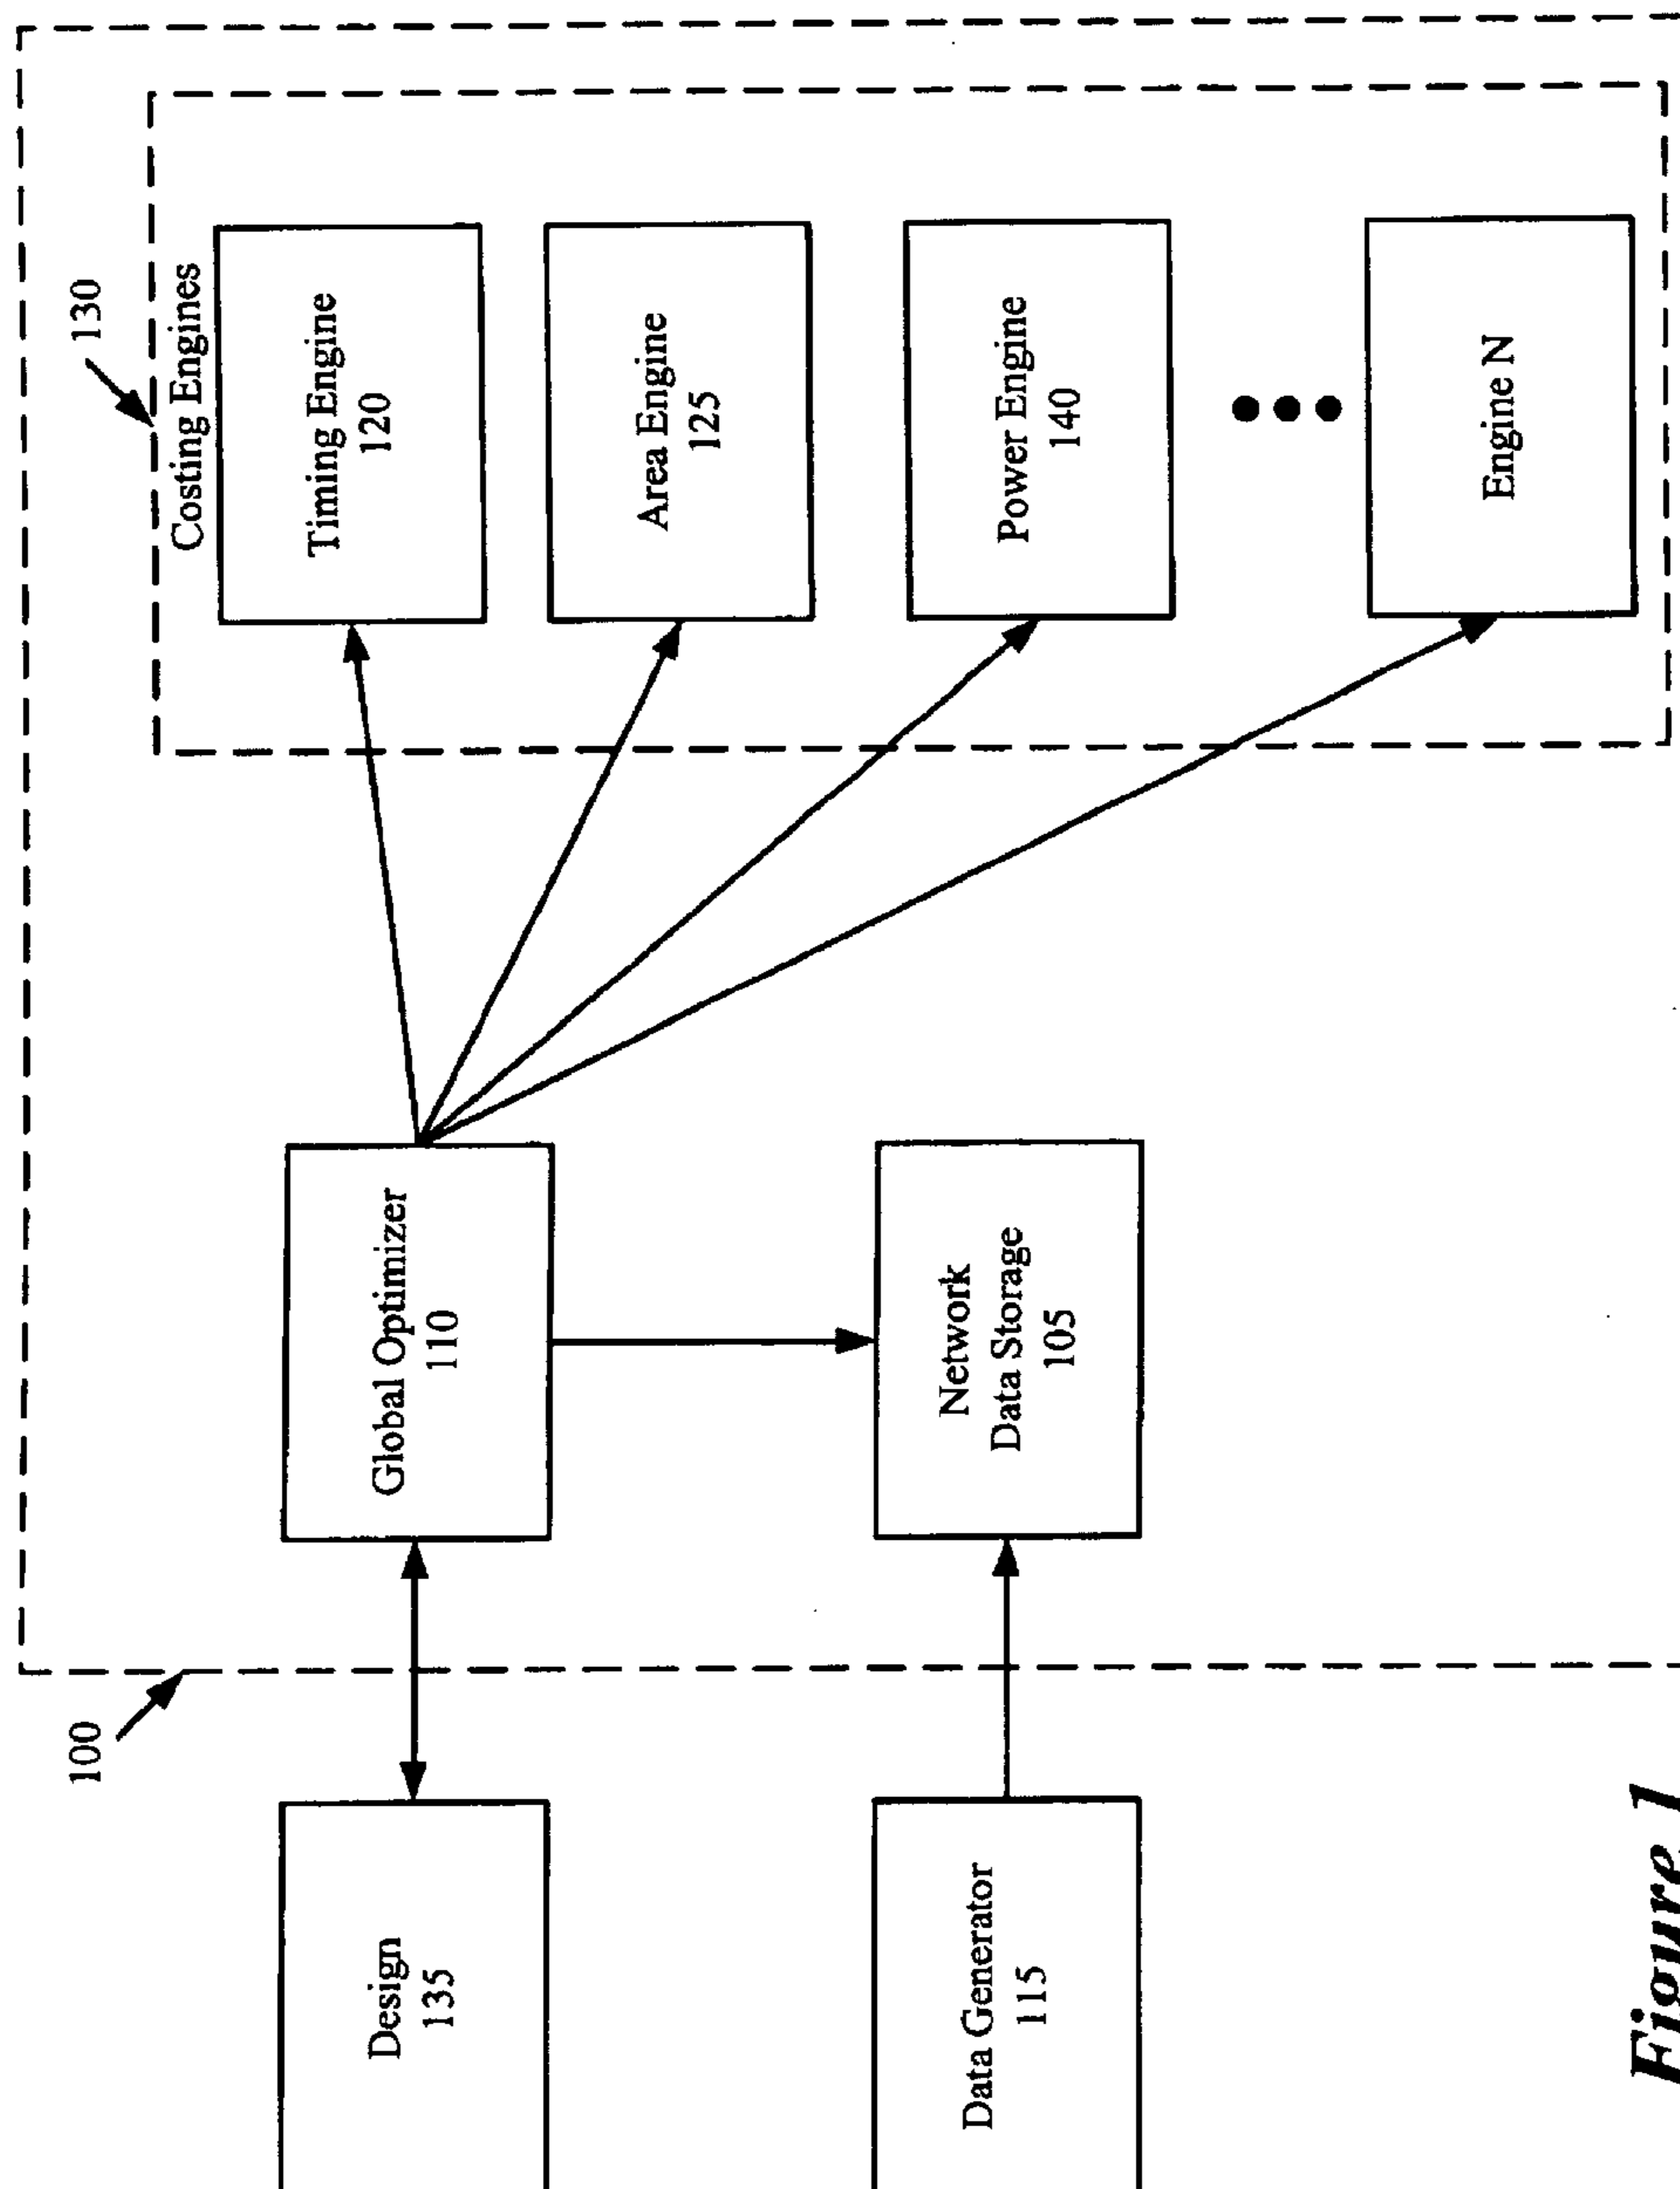 100
130
Design
135
Global Optimizer
110
Costing Engines
Timing Engine
120
Area Engine
125
Data Generator
115
Network
Data Storage
105
Power Engine
140
Engine N
Figure 1